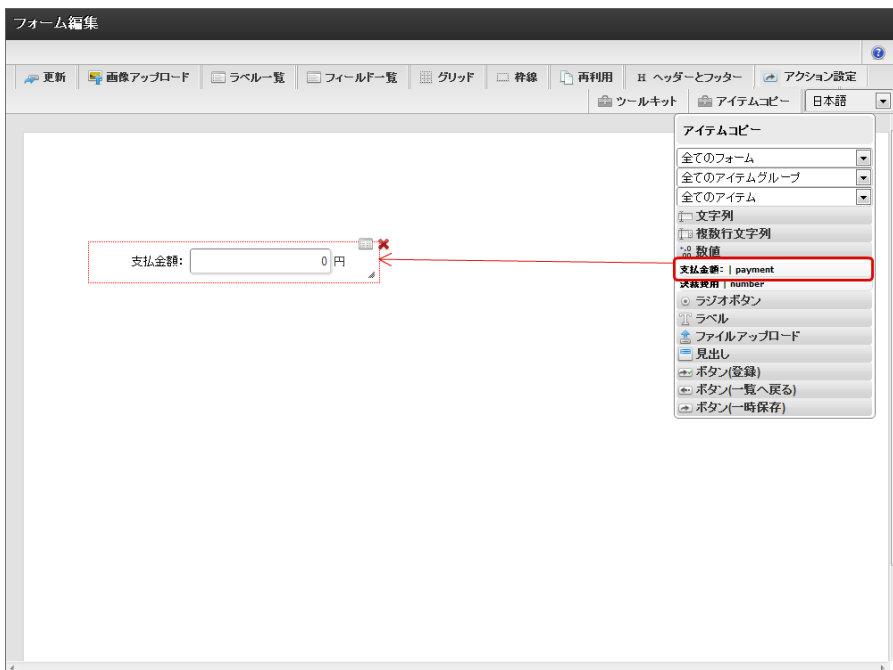 フォーム編集
更新 画像アップロード ラベル一覧 フィールド一覧 グリッド 枠線 再利用 H ヘッダーとフッター アクション設定
ツールキット アイテムコピー 日本語
アイテムコピー
全てのフォーム
全てのアイテムグループ
全てのアイテム
文字列
複数行文字列
数値
支払金額: | payment
決裁費用 | number
ラジオボタン
ラベル
ファイルアップロード
見出し
ボタン(登録)
ボタン(一覧へ戻る)
ボタン(一時保存)
支払金額: 0 円